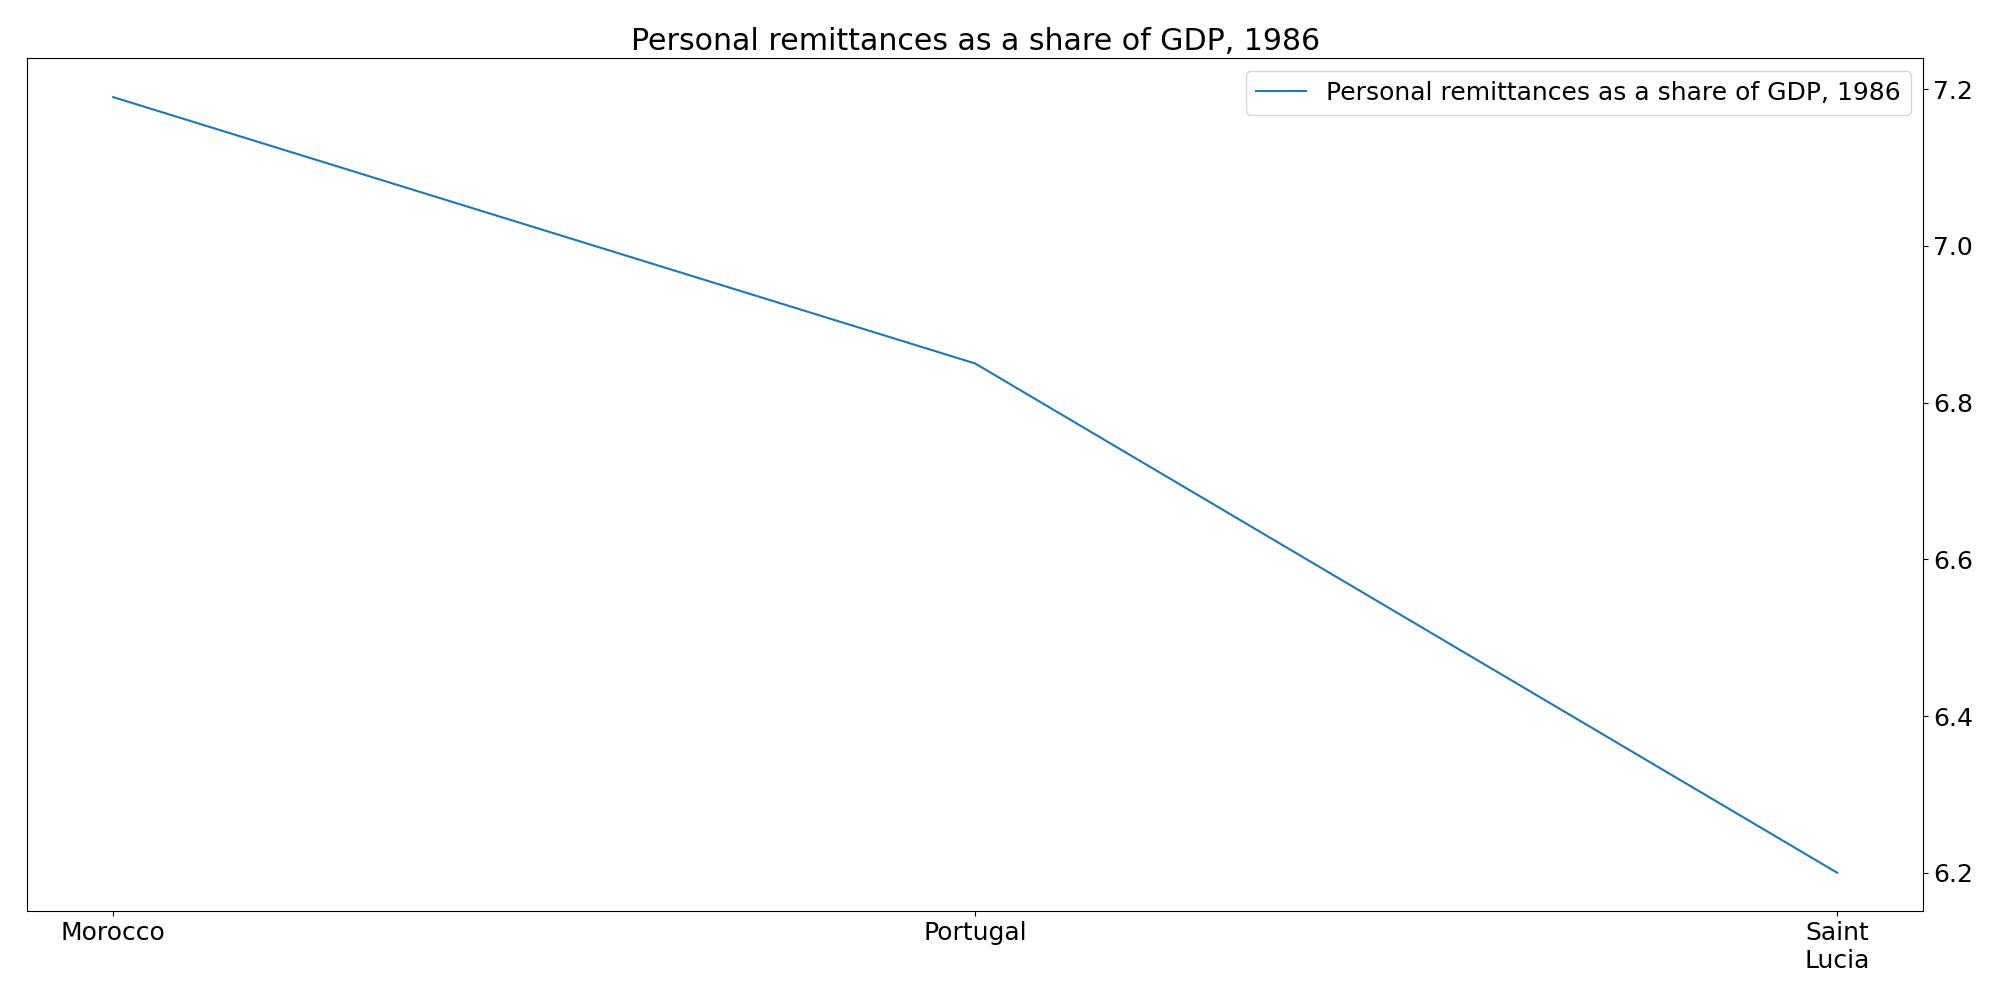 Personal remittances as a share of GDP, 1986
Personal remittances as a share of GDP, 1986
7.2
7.0
6.8
6.6
6.4
6.2
Morocco
Portugal
Saint
Lucia